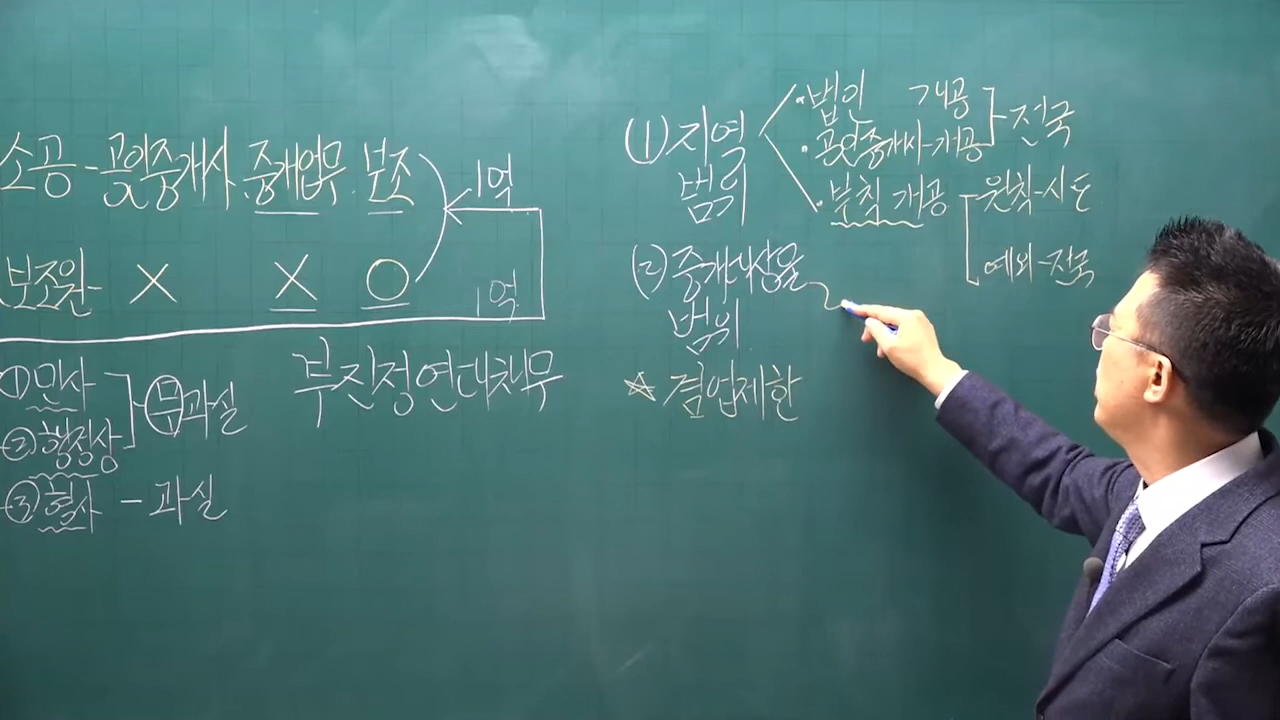 소공 - 공인중개사 중개업무 보조
1억
보조원 - X X O
1억
① 민사
② 행정상
무과실
③ 형사 - 과실
부진정연대채무
(1) 지역
범위
· 법인 개공
· 공인중개사-개공
전국
· 부칙 개공
원칙-시·도
예외-전국
(2) 중개대상물
범위
☆ 겸업제한